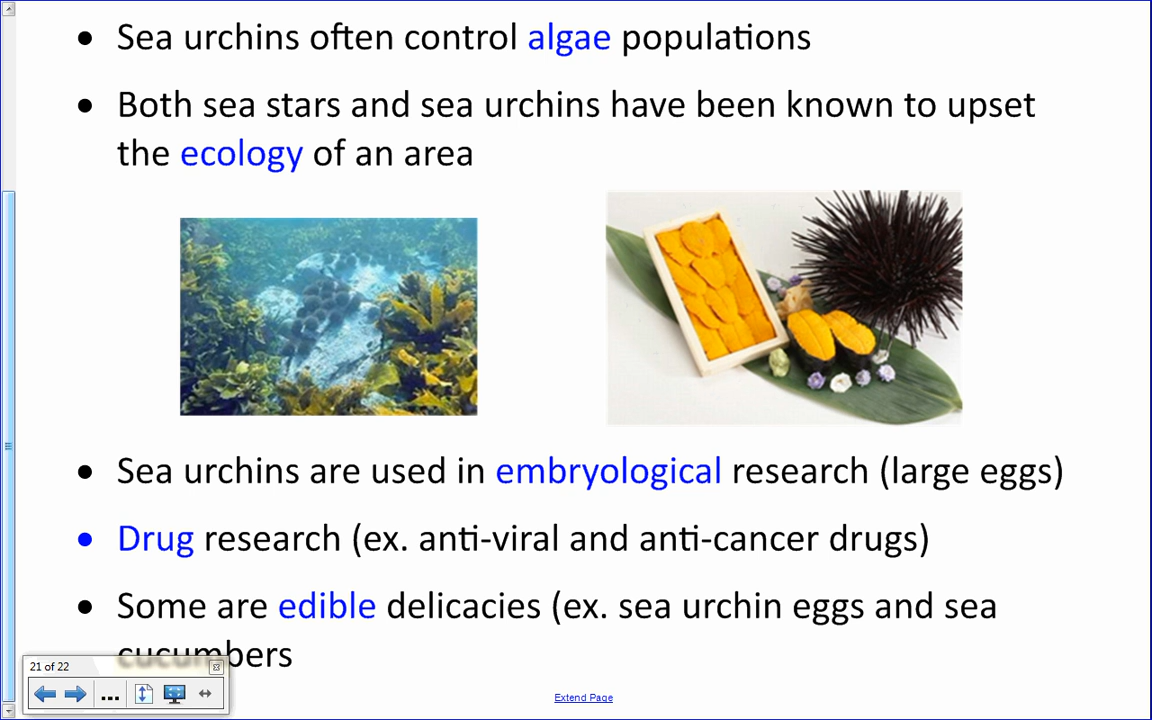 • Sea urchins often control algae populations
• Both sea stars and sea urchins have been known to upset
the ecology of an area
• Sea urchins are used in embryological research (large eggs)
• Drug research (ex. anti-viral and anti-cancer drugs)
• Some are edible delicacies (ex. sea urchin eggs and sea
cucumbers
21 of 22
...
Extend Page